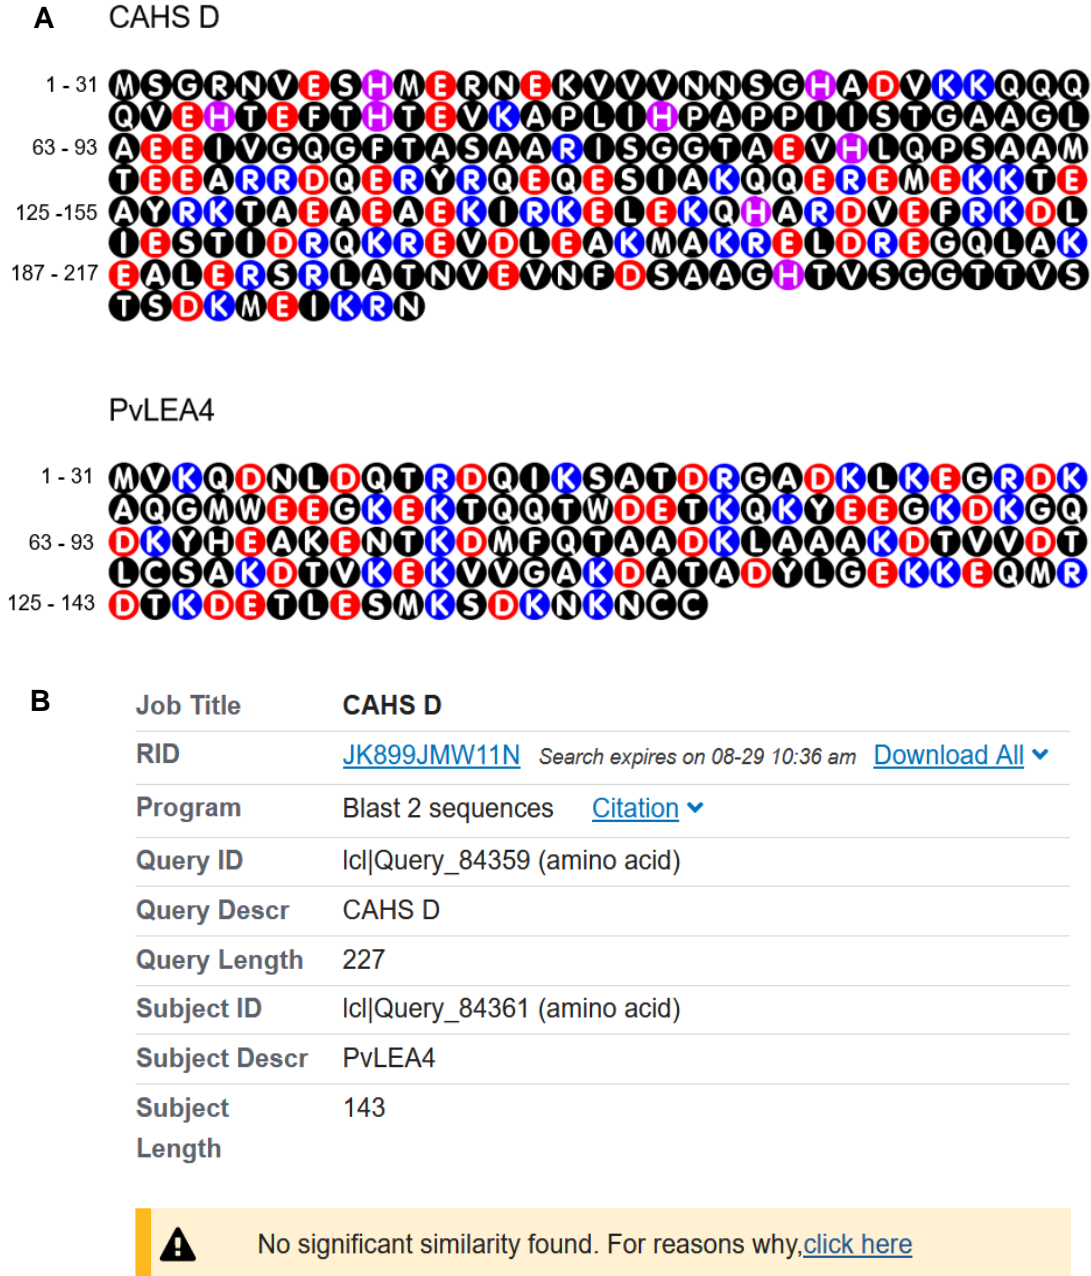 A CAHS D
1 - 31 MSGRNVESHMERNEKVVVNNSGHADVKKQQQ
QVEHTEFTHTEVKAPLIHPAPPIISTGAAGL
63 - 93 AEEIVGQGFTASAARISGGTAEVHLQPSAAM
TEEARRDQERYRQEQESIAKQQEREMEKKTE
125 -155 AYRKTAEAEAEKIRKELEKQHARDVEFRKDL
IESTIDRQKREVDLEAKMAKRELDREGQLAK
187 - 217 EALERSRLATNVEVNFDSAAGHTVSGGTTVS
TSDKMEIKRN
PvLEA4
1 - 31 MVKQDNLDQTRDQIKSATDRGADKLKEGRDK
AQGMWEEGKEKTQQTWDETKQKYEEGKDKGQ
63 - 93 DKYHEAKENTKDMFQTAADKLAAAKDTVVDT
LCSAKDTVKEKVVGAKDATADYLGEKKEQMR
125 - 143 DTKDETLESMKSDKNKNCC
B Job Title CAHS D
RID JK899JMW11N Search expires on 08-29 10:36 am Download All
Program Blast 2 sequences Citation
Query ID lcl|Query_84359 (amino acid)
Query Descr CAHS D
Query Length 227
Subject ID lcl|Query_84361 (amino acid)
Subject Descr PvLEA4
Subject 143
Length
No significant similarity found. For reasons why,click here